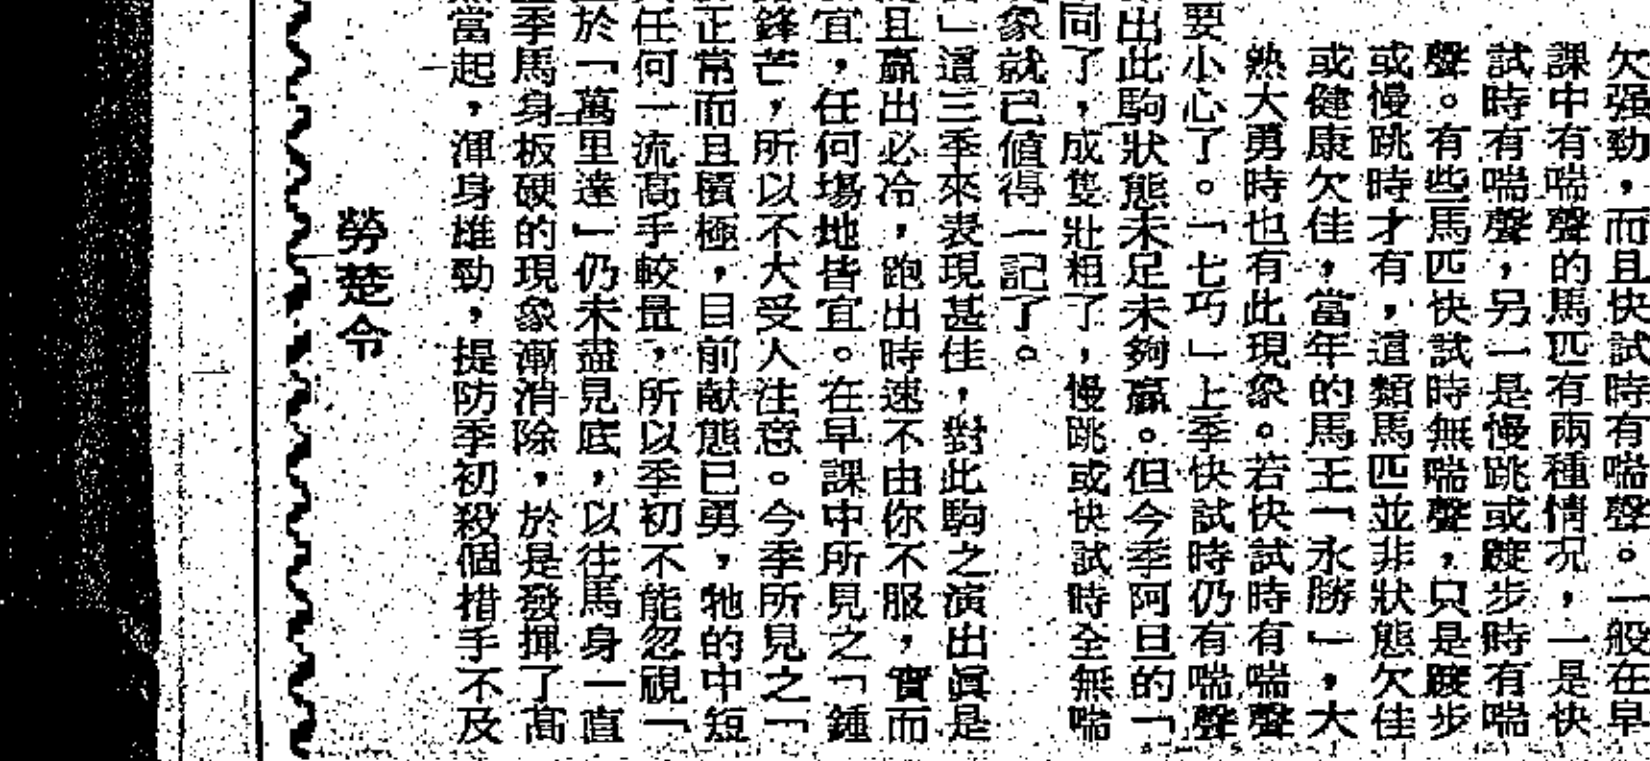 欠强勁，而且快試時有喘聲。一般在早
課中有喘聲的馬匹有兩種情况，一是快
試時有喘聲，另一是慢跳或踱步時有喘
聲。有些馬匹快試時無喘聲，只是踱步
或慢跳時才有，這類馬匹並非狀態欠佳
或健康欠佳，當年的馬王「永勝」，大
熱大勇時也有此現象。若快試時有喘聲
要小心了。「七巧」上季快試時仍有喘聲
出此駒狀態未足未夠贏。但今季阿旦的「
同了，成隻壯粗了，慢跳或快試時全無喘
象就已值得一記了。
」這三季來表現甚佳，對此駒之演出眞是
且贏出必冷，跑出時速不由你不服，實而
宜，任何場地皆宜。在早課中所見之「鍾
鋒芒，所以不大受人注意。今季所見之「
正常而且積極，目前献態已勇，牠的中短
任何一流高手較量，所以季初不能忽視「
於「萬里達」仍未盡見底，以往馬身一直
季馬身板硬的現象漸消除，於是發揮了高
當起，渾身雄勁，提防季初殺個措手不及
勞楚令